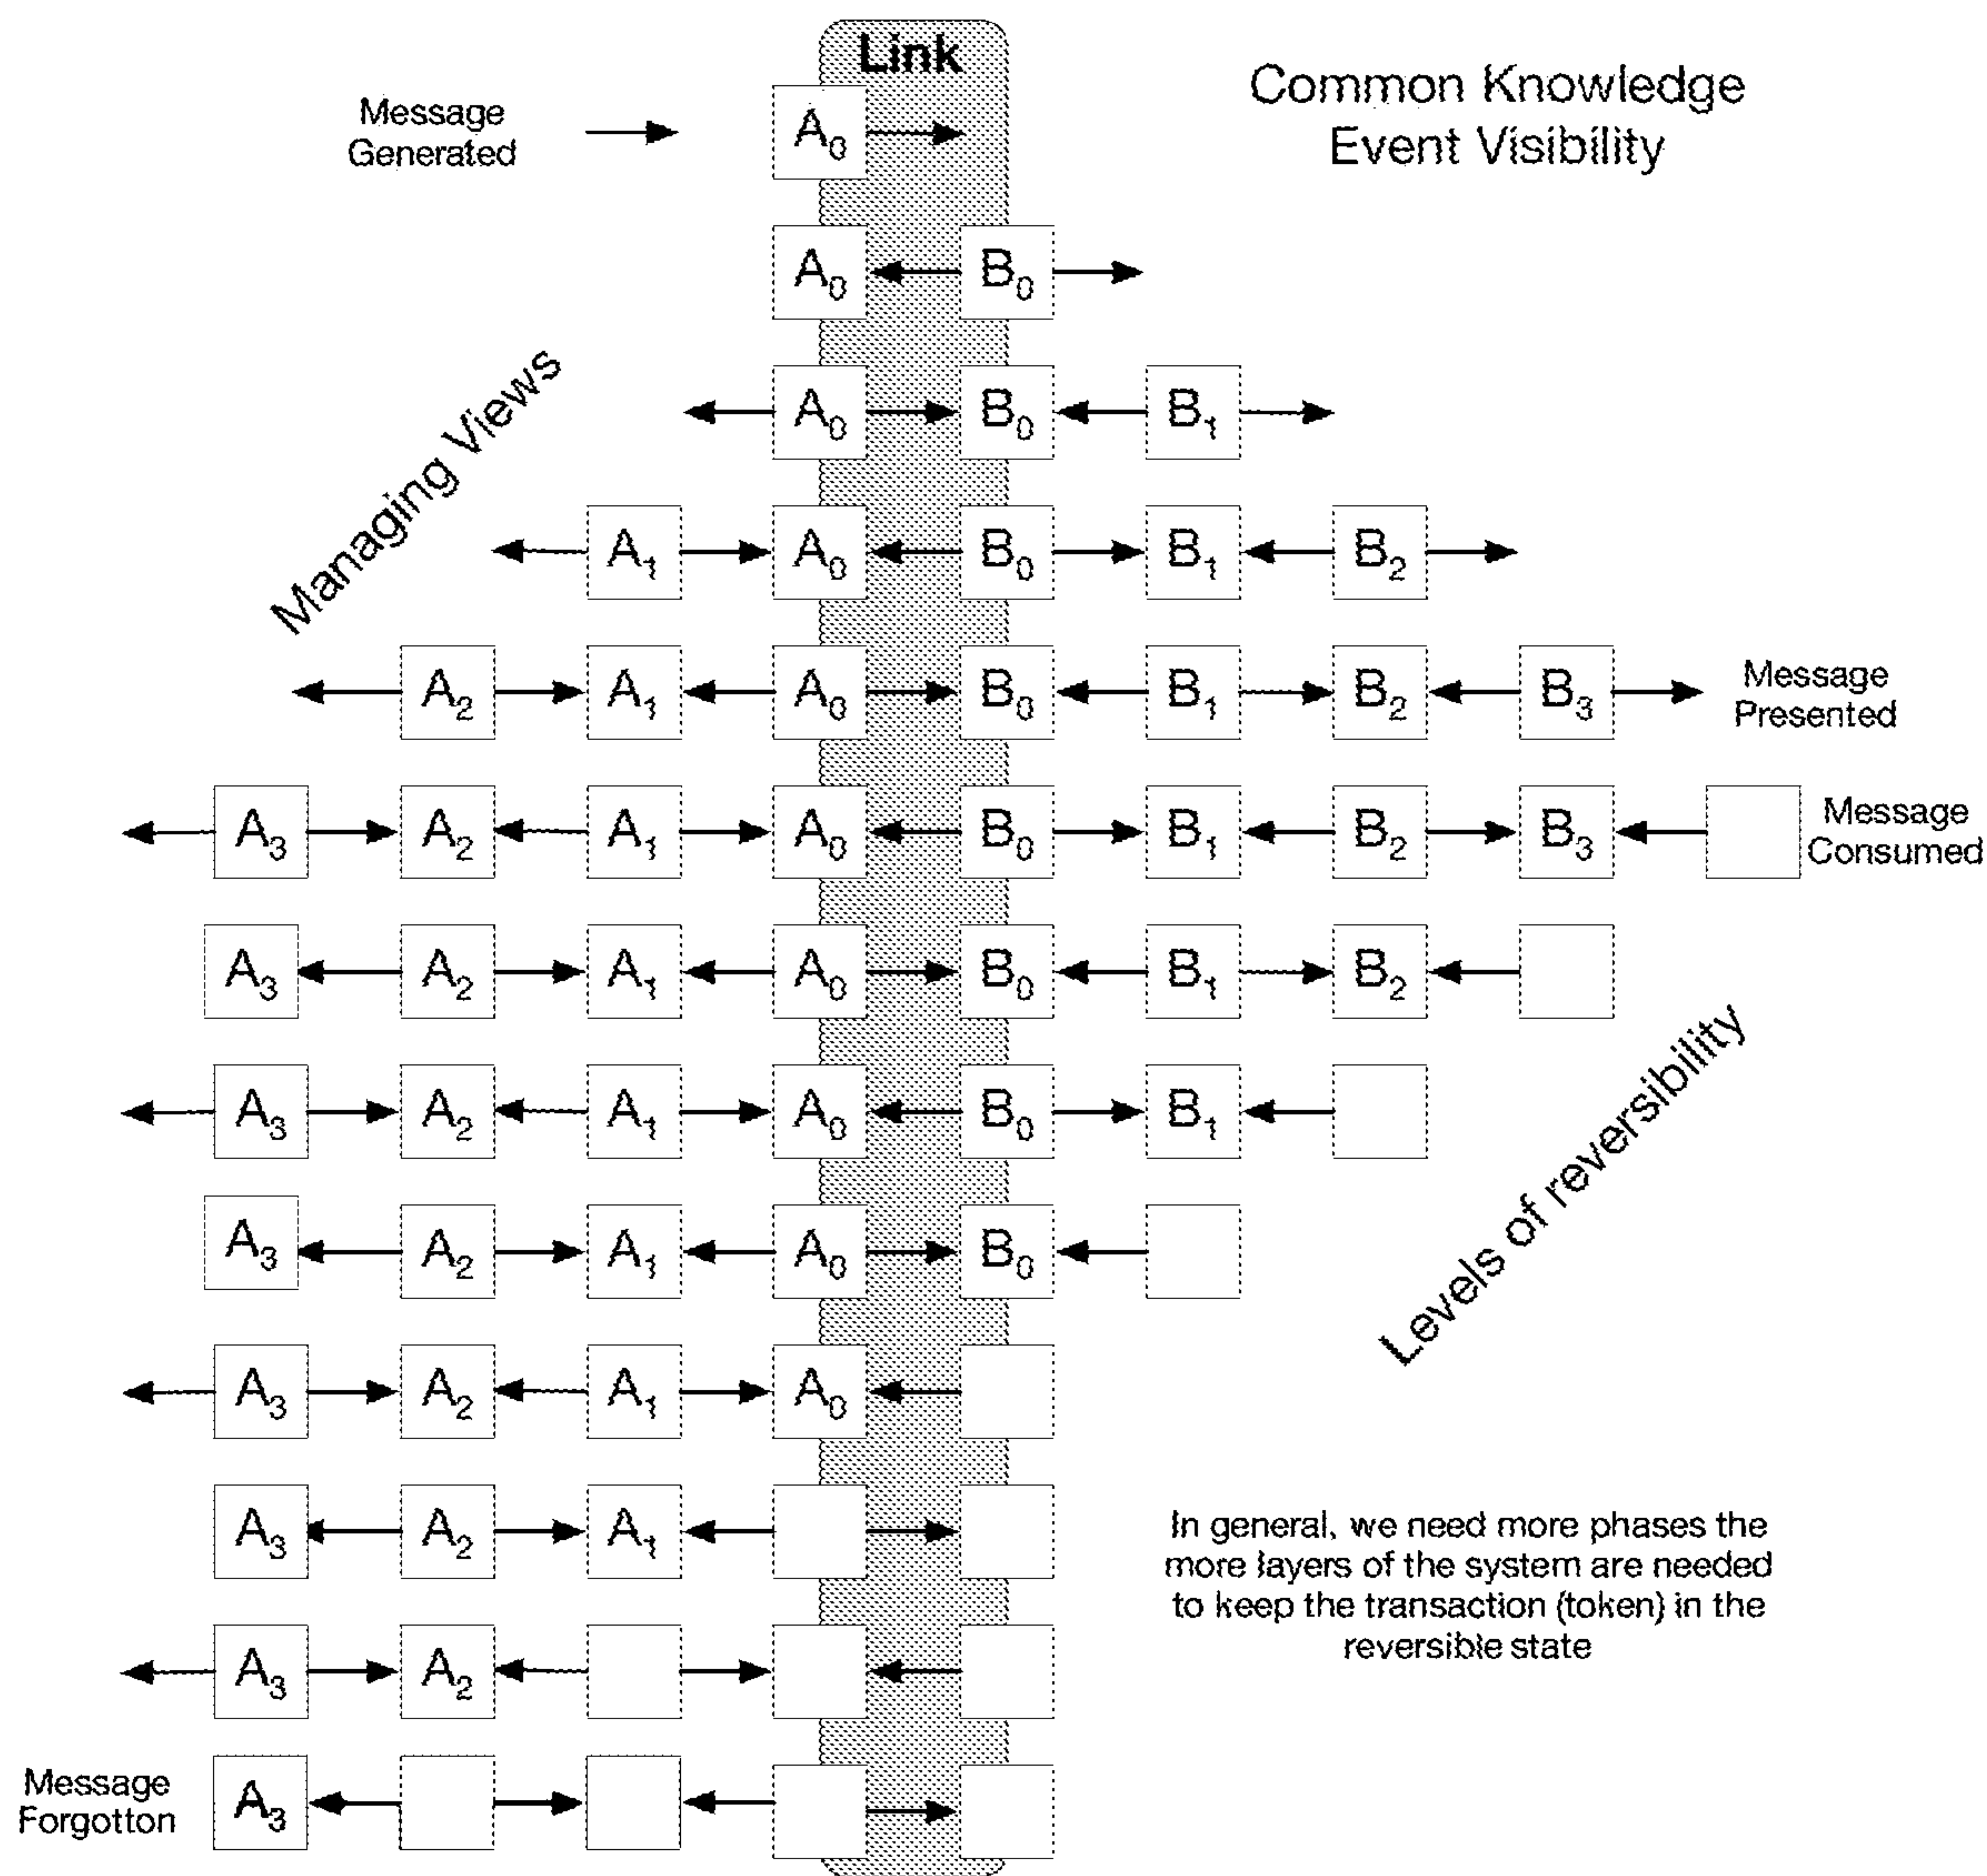 Link
Common Knowledge
Event Visibility
Message
Generated
A₀
A₀ B₀
Managing Views
A₀ B₀ B₁
A₁ A₀ B₀ B₁ B₂
A₂ A₁ A₀ B₀ B₁ B₂ B₃
Message
Presented
A₃ A₂ A₁ A₀ B₀ B₁ B₂ B₃
Message
Consumed
A₃ A₂ A₁ A₀ B₀ B₁ B₂
A₃ A₂ A₁ A₀ B₀ B₁
Levels of reversibility
A₃ A₂ A₁ A₀ B₀
A₃ A₂ A₁ A₀
A₃ A₂ A₁
In general, we need more phases the
more layers of the system are needed
to keep the transaction (token) in the
reversible state
A₃ A₂
Message
Forgotton
A₃